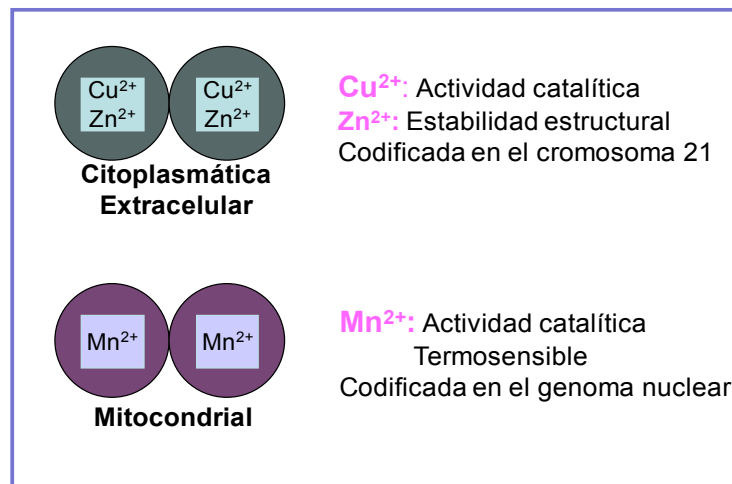 Cu²⁺
Zn²⁺
Cu²⁺
Zn²⁺
Citoplasmática
Extracelular
Cu²⁺: Actividad catalítica
Zn²⁺: Estabilidad estructural
Codificada en el cromosoma 21
Mn²⁺
Mn²⁺
Mitocondrial
Mn²⁺: Actividad catalítica
Termosensible
Codificada en el genoma nuclear